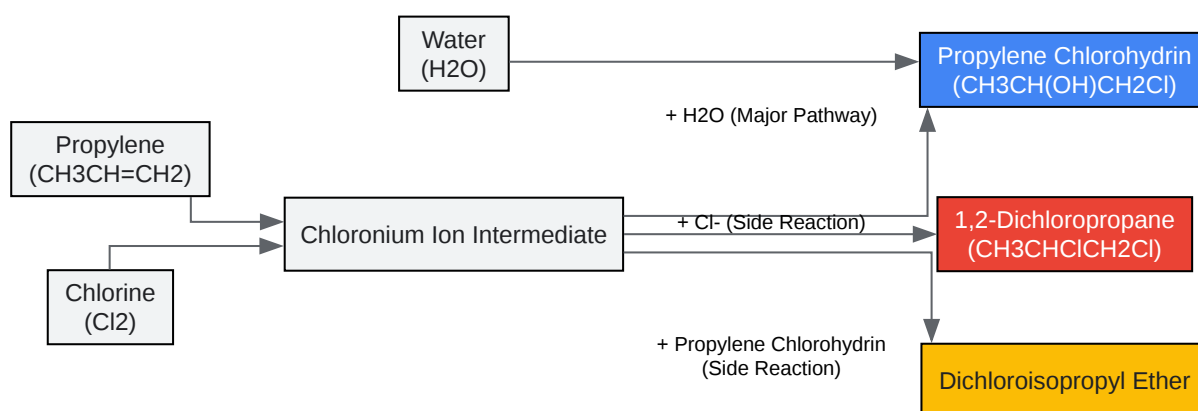 Water
(H2O)
Propylene Chlorohydrin
(CH3CH(OH)CH2Cl)
+ H2O (Major Pathway)
Propylene
(CH3CH=CH2)
Chloronium Ion Intermediate
+ Cl- (Side Reaction)
1,2-Dichloropropane
(CH3CHClCH2Cl)
Chlorine
(Cl2)
+ Propylene Chlorohydrin
(Side Reaction)
Dichloroisopropyl Ether